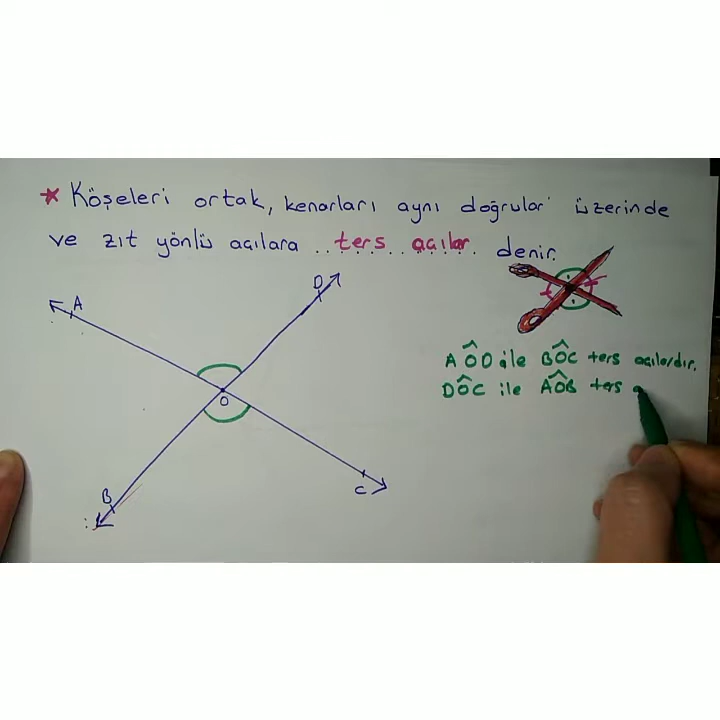 * Köşeleri ortak, kenarları aynı doğrular üzerinde
ve zıt yönlü açılara ...ters açılar... denir.
D
A
AÔD ile BÔC ters açılardır.
DÔC ile AÔB ters a
O
B
C